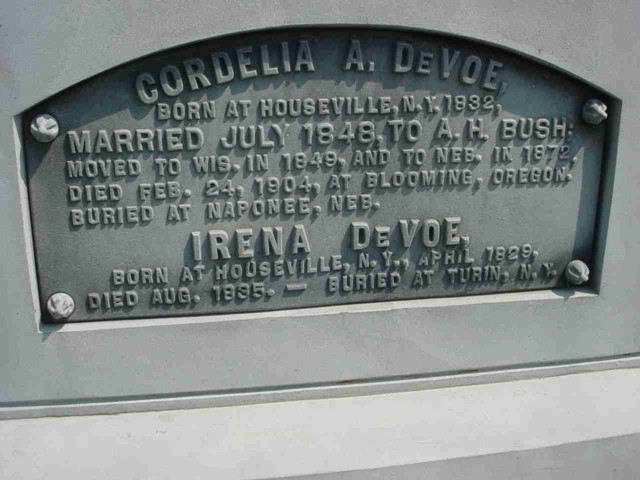 CORDELIA A. DeVOE,
BORN AT HOUSEVILLE, N.Y. 1832,
MARRIED JULY 1848, TO A. H. BUSH:
MOVED TO WIS. IN 1849, AND TO NEB. IN 1872,
DIED FEB. 24, 1904, AT BLOOMING, OREGON.
BURIED AT NAPONEE, NEB.
IRENA DeVOE,
BORN AT HOUSEVILLE, N.Y., APRIL 1829,
DIED AUG, 1835. — BURIED AT TURIN, N.Y.